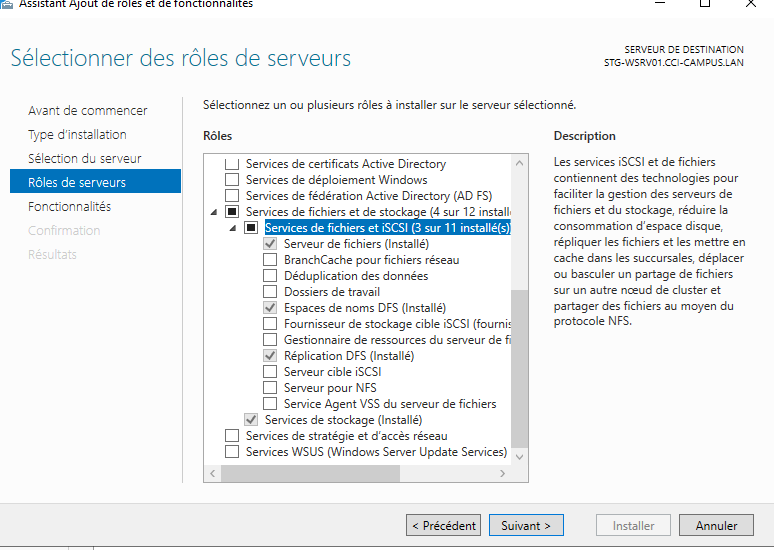 Assistant Ajout de rôles et de fonctionnalités
Sélectionner des rôles de serveurs
SERVEUR DE DESTINATION
STG-WSRV01.CCI-CAMPUS.LAN
Avant de commencer
Type d'installation
Sélection du serveur
Rôles de serveurs
Fonctionnalités
Confirmation
Résultats
Sélectionnez un ou plusieurs rôles à installer sur le serveur sélectionné.
Rôles
Services de certificats Active Directory
Services de déploiement Windows
Services de fédération Active Directory (AD FS)
Services de fichiers et de stockage (4 sur 12 install
Services de fichiers et iSCSI (3 sur 11 installé(s)
Serveur de fichiers (Installé)
BranchCache pour fichiers réseau
Déduplication des données
Dossiers de travail
Espaces de noms DFS (Installé)
Fournisseur de stockage cible iSCSI (fournis
Gestionnaire de ressources du serveur de fi
Réplication DFS (Installé)
Serveur cible iSCSI
Serveur pour NFS
Service Agent VSS du serveur de fichiers
Services de stockage (Installé)
Services de stratégie et d'accès réseau
Services WSUS (Windows Server Update Services)
Description
Les services iSCSI et de fichiers
contiennent des technologies pour
faciliter la gestion des serveurs de
fichiers et du stockage, réduire la
consommation d'espace disque,
répliquer les fichiers et les mettre en
cache dans les succursales, déplacer
ou basculer un partage de fichiers
sur un autre nœud de cluster et
partager des fichiers au moyen du
protocole NFS.
< Précédent
Suivant >
Installer
Annuler